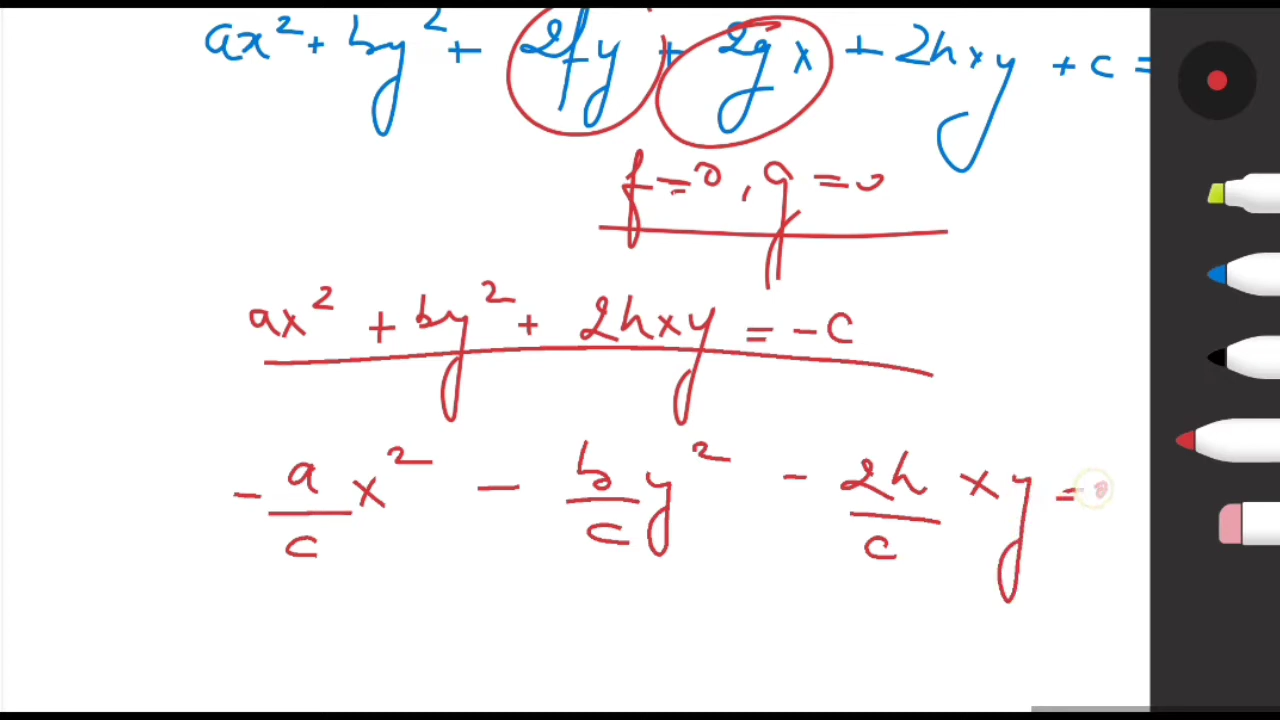 ax² + by² + 2fy + 2gx + 2hxy + c =
f = 0, g = 0
ax² + by² + 2hxy = -c
- a/c x² - b/c y² - 2h/c xy =